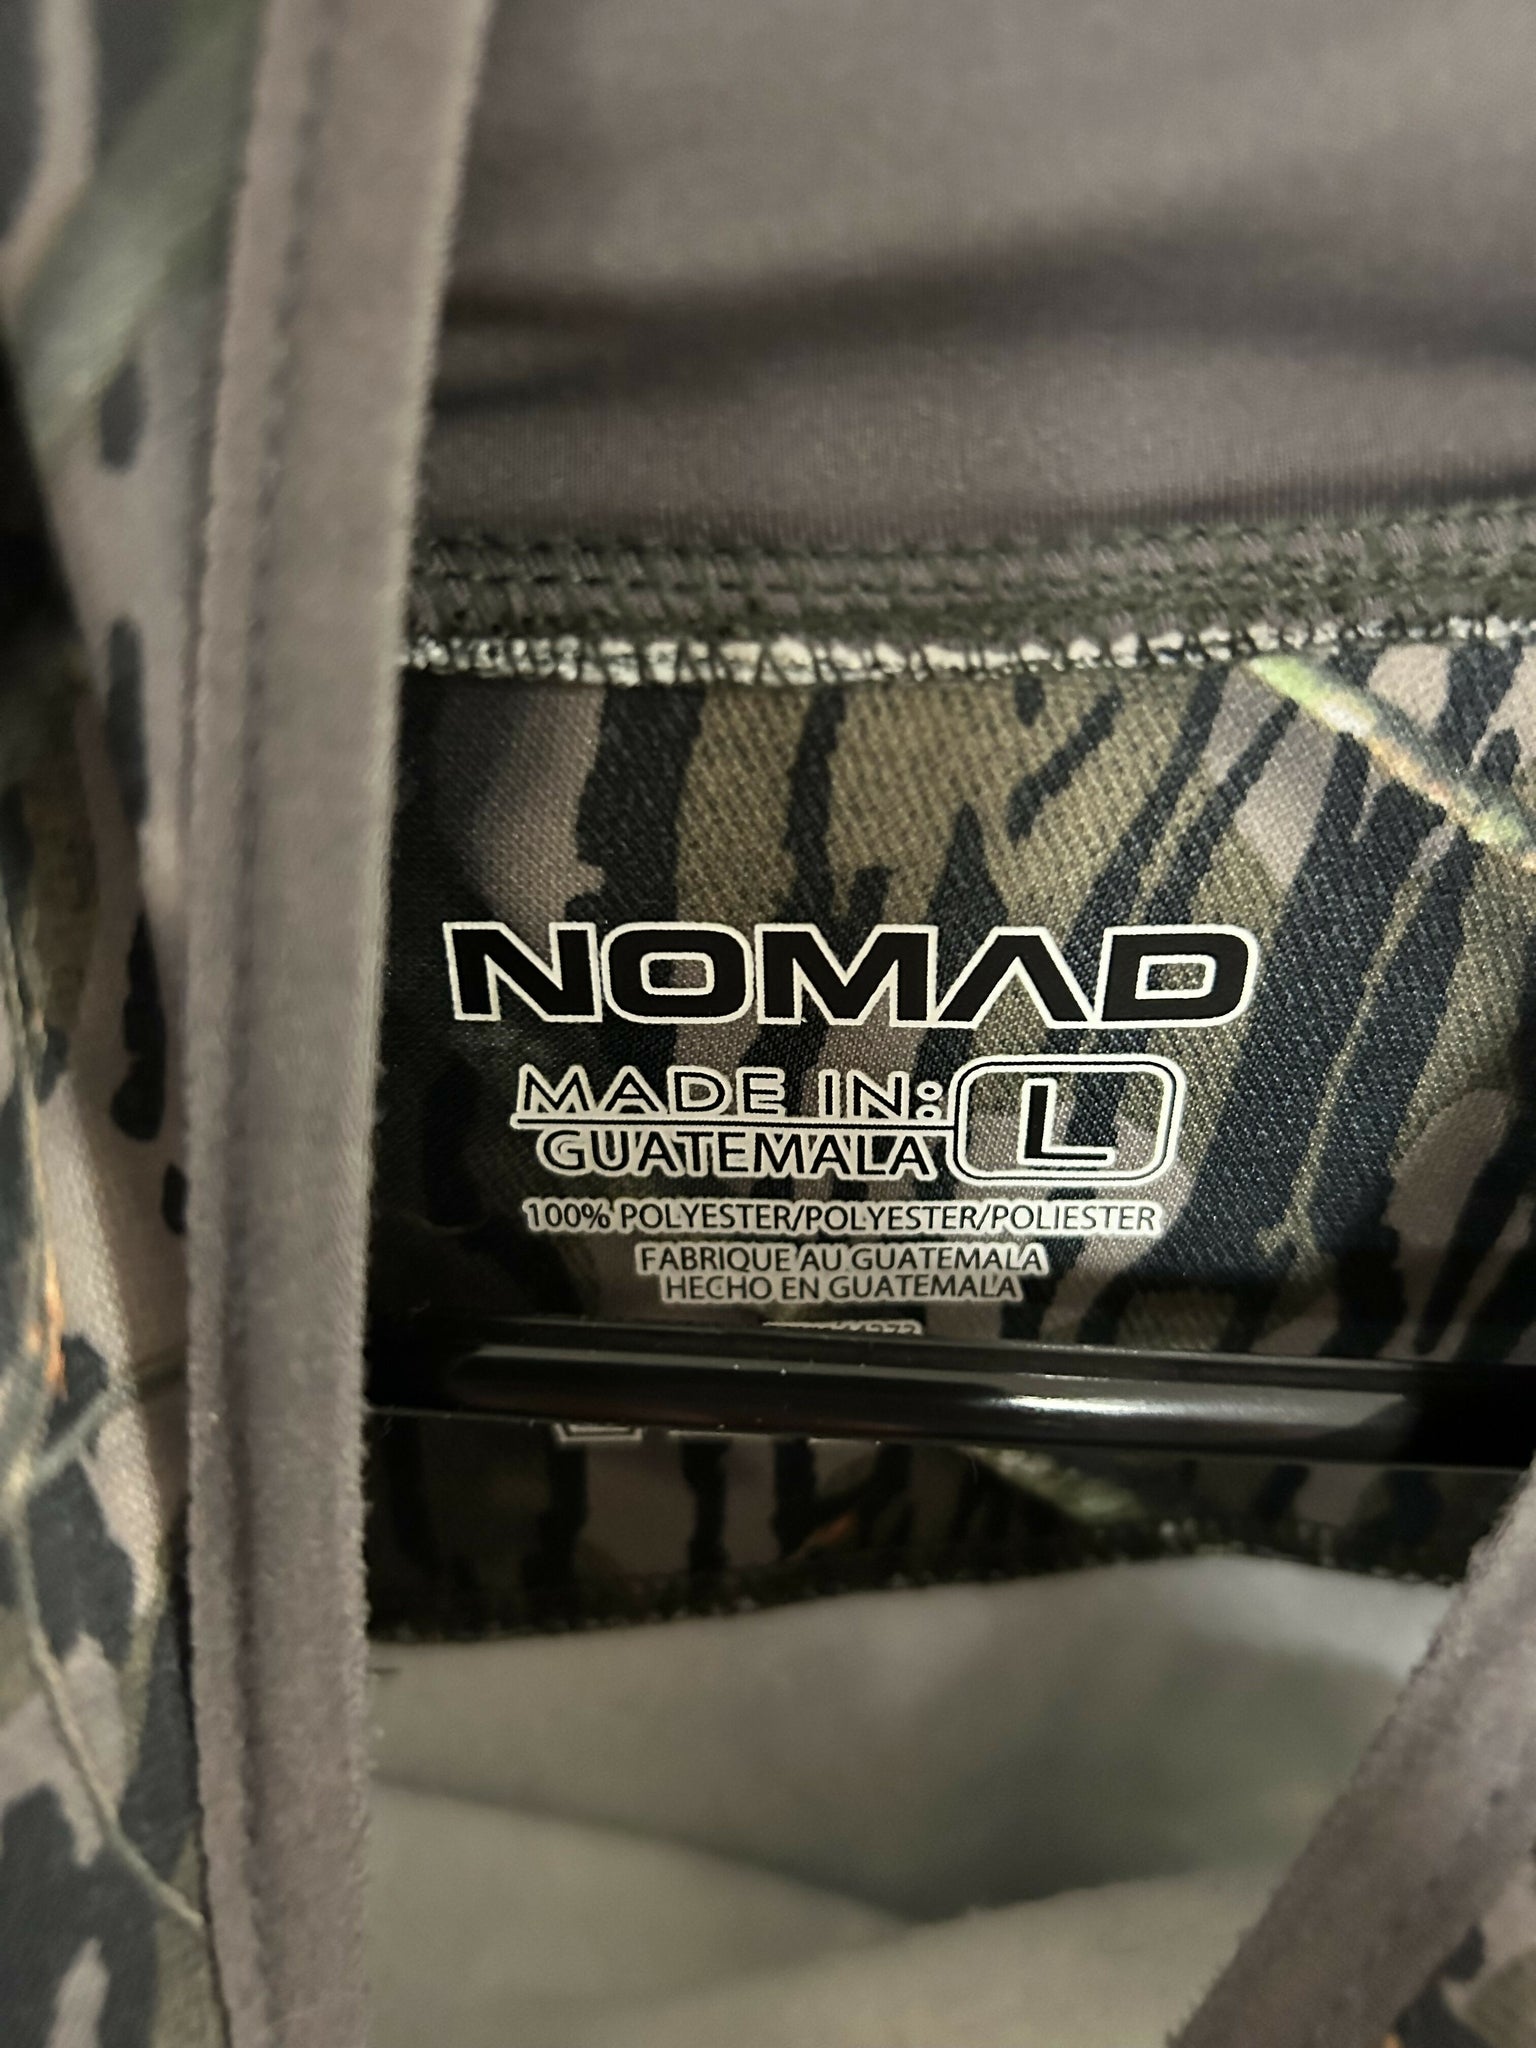 NOMAD
MADE IN:
GUATEMALA
L
100% POLYESTER/POLYESTER/POLIESTER
FABRIQUE AU GUATEMALA
HECHO EN GUATEMALA